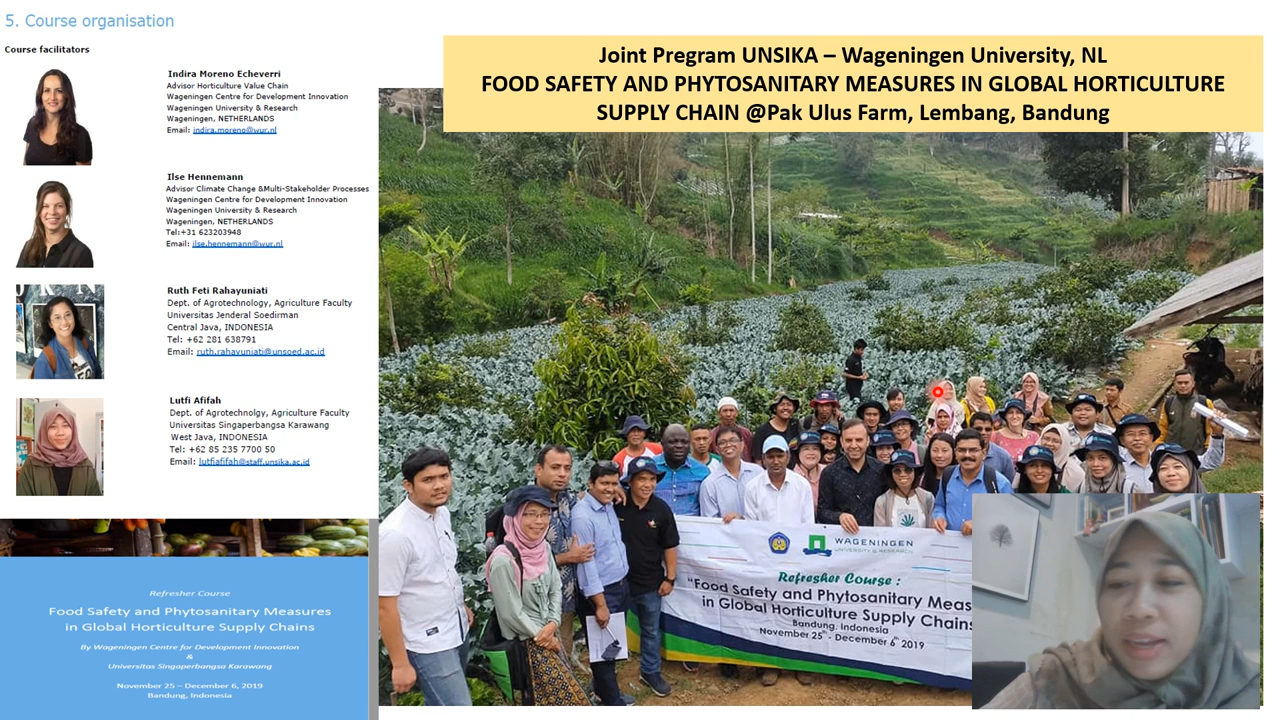 5. Course organisation
Course facilitators
Indira Moreno Echeverri
Advisor Horticulture Value Chain
Wageningen Centre for Development Innovation
Wageningen University & Research
Wageningen, NETHERLANDS
Email: indira.moreno@wur.nl
Ilse Hennemann
Advisor Climate Change &Multi-Stakeholder Processes
Wageningen Centre for Development Innovation
Wageningen University & Research
Wageningen, NETHERLANDS
Tel:+31 623203948
Email: ilse.hennemann@wur.nl
Ruth Feti Rahayuniati
Dept. of Agrotechnology, Agriculture Faculty
Universitas Jenderal Soedirman
Central Java, INDONESIA
Tel: +62 281 638791
Email: ruth.rahayuniati@unsoed.ac.id
Lutfi Afifah
Dept. of Agrotechnolgy, Agriculture Faculty
Universitas Singaperbangsa Karawang
West Java, INDONESIA
Tel: +62 85 235 7700 50
Email: lutfiafifah@staff.unsika.ac.id
Refresher Course
Food Safety and Phytosanitary Measures
in Global Horticulture Supply Chains
By Wageningen Centre for Development Innovation
&
Universitas Singaperbangsa Karawang
November 25 – December 6, 2019
Bandung, Indonesia
Joint Pregram UNSIKA – Wageningen University, NL
FOOD SAFETY AND PHYTOSANITARY MEASURES IN GLOBAL HORTICULTURE
SUPPLY CHAIN @Pak Ulus Farm, Lembang, Bandung
WAGENINGEN
UNIVERSITY & RESEARCH
Refresher Course :
"Food Safety and Phytosanitary Meas
in Global Horticulture Supply Chains
Bandung, Indonesia
November 25th - December 6th 2019